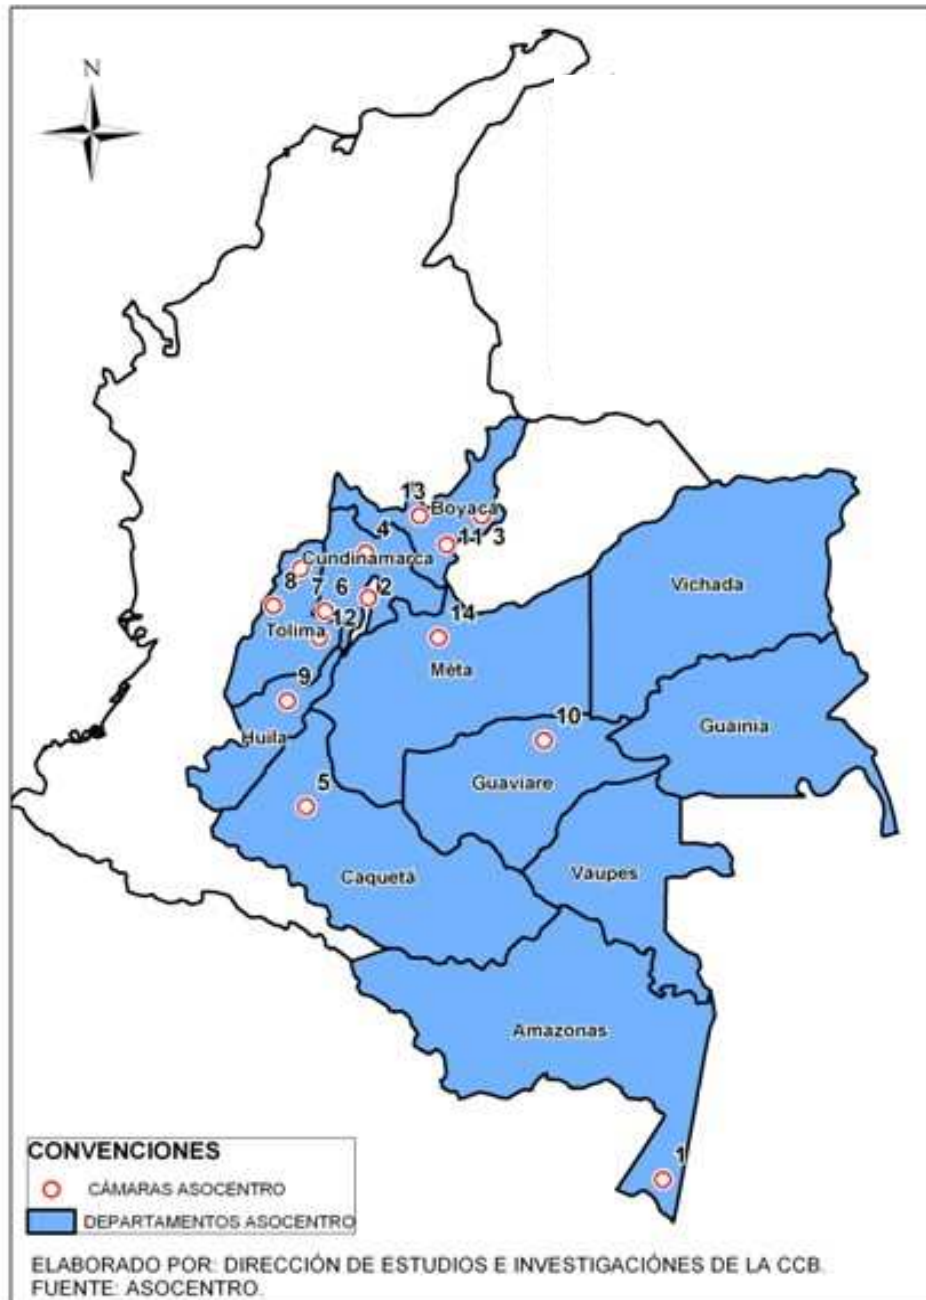 N
13
Boyaca
4
11 3
Cundinamarca
8
7 6
2
Vichada
12
14
Tolima
Meta
9
10
Guainia
Huila
Guaviare
5
Caquetá
Vaupes
Amazonas
1
CONVENCIONES
CÁMARAS ASOCENTRO
DEPARTAMENTOS ASOCENTRO
ELABORADO POR: DIRECCIÓN DE ESTUDIOS E INVESTIGACIÓNES DE LA CCB.
FUENTE: ASOCENTRO.